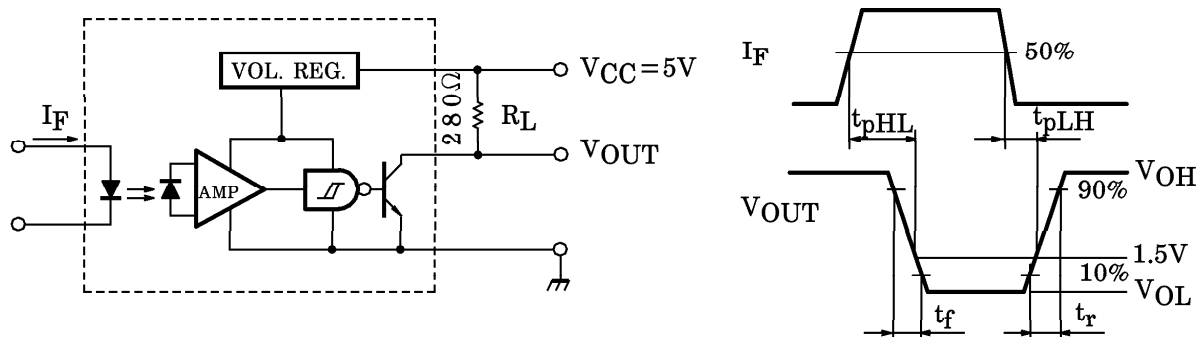 VOL. REG.
VCC=5V
280Ω
RL
IF
VOUT
AMP
IF
50%
tpHL
tpLH
VOH
90%
VOUT
1.5V
10%
VOL
tf
tr